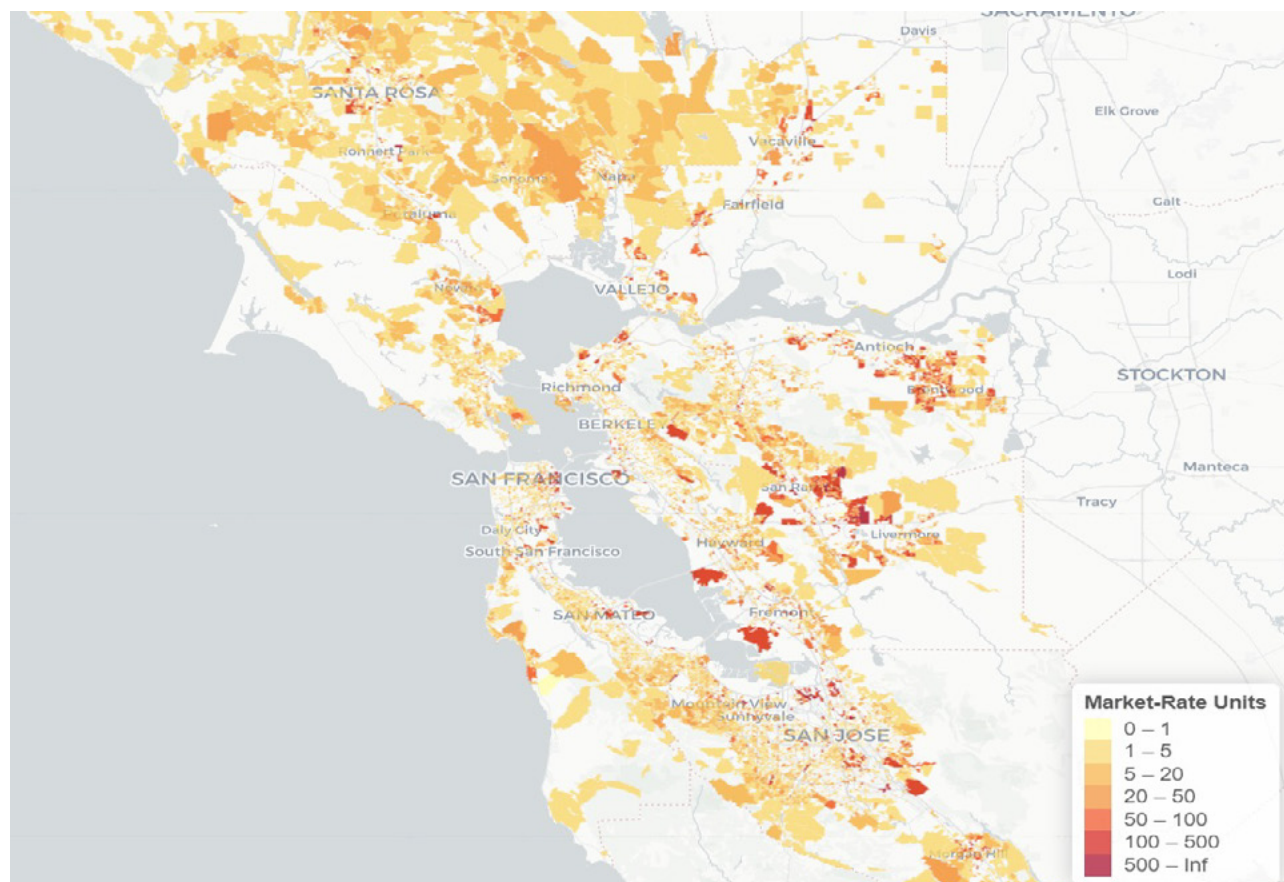 SACRAMENTO
Davis
SANTA ROSA
Elk Grove
Vacaville
Rohnert Park
Sonoma
Napa
Fairfield
Galt
Petaluma
Lodi
Novato
VALLEJO
Antioch
STOCKTON
Richmond
Brentwood
BERKELEY
Manteca
SAN FRANCISCO
San Ramon
Tracy
Daly City
Hayward
Livermore
South San Francisco
SAN MATEO
Fremont
Mountain View
Sunnyvale
SAN JOSE
Morgan Hill
Market-Rate Units
0 – 1
1 – 5
5 – 20
20 – 50
50 – 100
100 – 500
500 – Inf